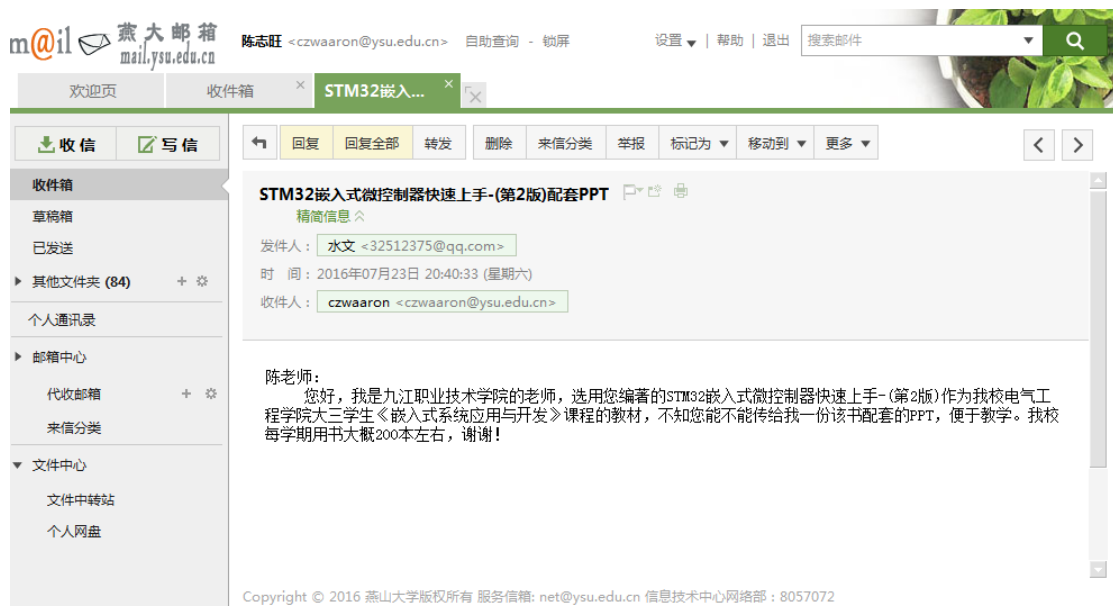 m@il 燕大邮箱
mail.ysu.edu.cn
陈志旺 <czwaaron@ysu.edu.cn> 自助查询 - 锁屏 设置 | 帮助 | 退出 搜索邮件
欢迎页 收件箱 × STM32嵌入... ×
收信 写信 回复 回复全部 转发 删除 来信分类 举报 标记为 移动到 更多
收件箱
草稿箱
已发送
其他文件夹 (84) +
个人通讯录
邮箱中心
代收邮箱 +
来信分类
文件中心
文件中转站
个人网盘
STM32嵌入式微控制器快速上手-(第2版)配套PPT
精简信息
发件人: 水文 <32512375@qq.com>
时 间: 2016年07月23日 20:40:33 (星期六)
收件人: czwaaron <czwaaron@ysu.edu.cn>
陈老师:
您好,我是九江职业技术学院的老师,选用您编著的STM32嵌入式微控制器快速上手-(第2版)作为我校电气工
程学院大三学生《嵌入式系统应用与开发》课程的教材,不知您能不能传给我一份该书配套的PPT,便于教学。我校
每学期用书大概200本左右,谢谢!
Copyright © 2016 燕山大学版权所有 服务信箱: net@ysu.edu.cn 信息技术中心网络部:8057072